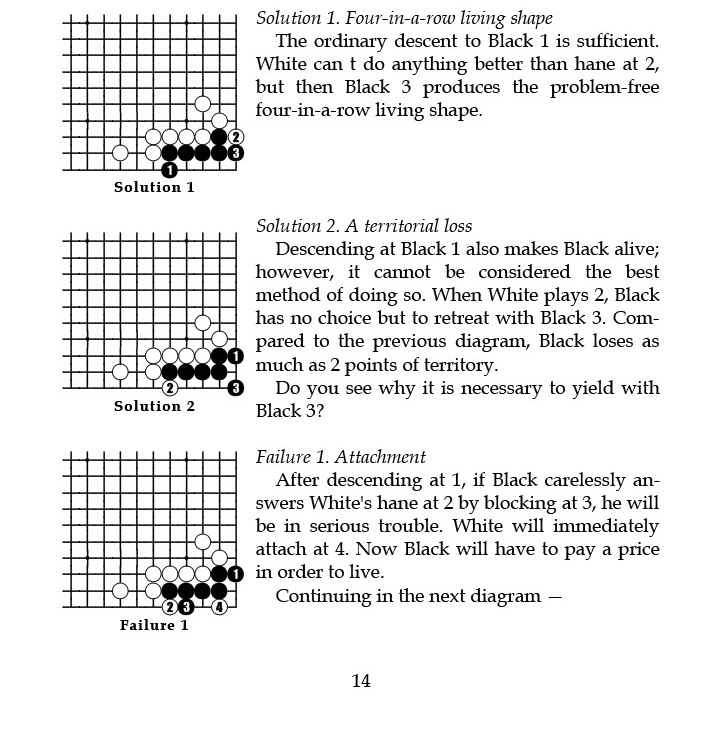 Solution 1. Four-in-a-row living shape
The ordinary descent to Black 1 is sufficient.
White can t do anything better than hane at 2,
but then Black 3 produces the problem-free
four-in-a-row living shape.
2
3
1
Solution 1
Solution 2. A territorial loss
Descending at Black 1 also makes Black alive;
however, it cannot be considered the best
method of doing so. When White plays 2, Black
has no choice but to retreat with Black 3. Com-
pared to the previous diagram, Black loses as
much as 2 points of territory.
Do you see why it is necessary to yield with
Black 3?
1
2 3
Solution 2
Failure 1. Attachment
After descending at 1, if Black carelessly an-
swers White's hane at 2 by blocking at 3, he will
be in serious trouble. White will immediately
attach at 4. Now Black will have to pay a price
in order to live.
Continuing in the next diagram —
1
2 3 4
Failure 1
14